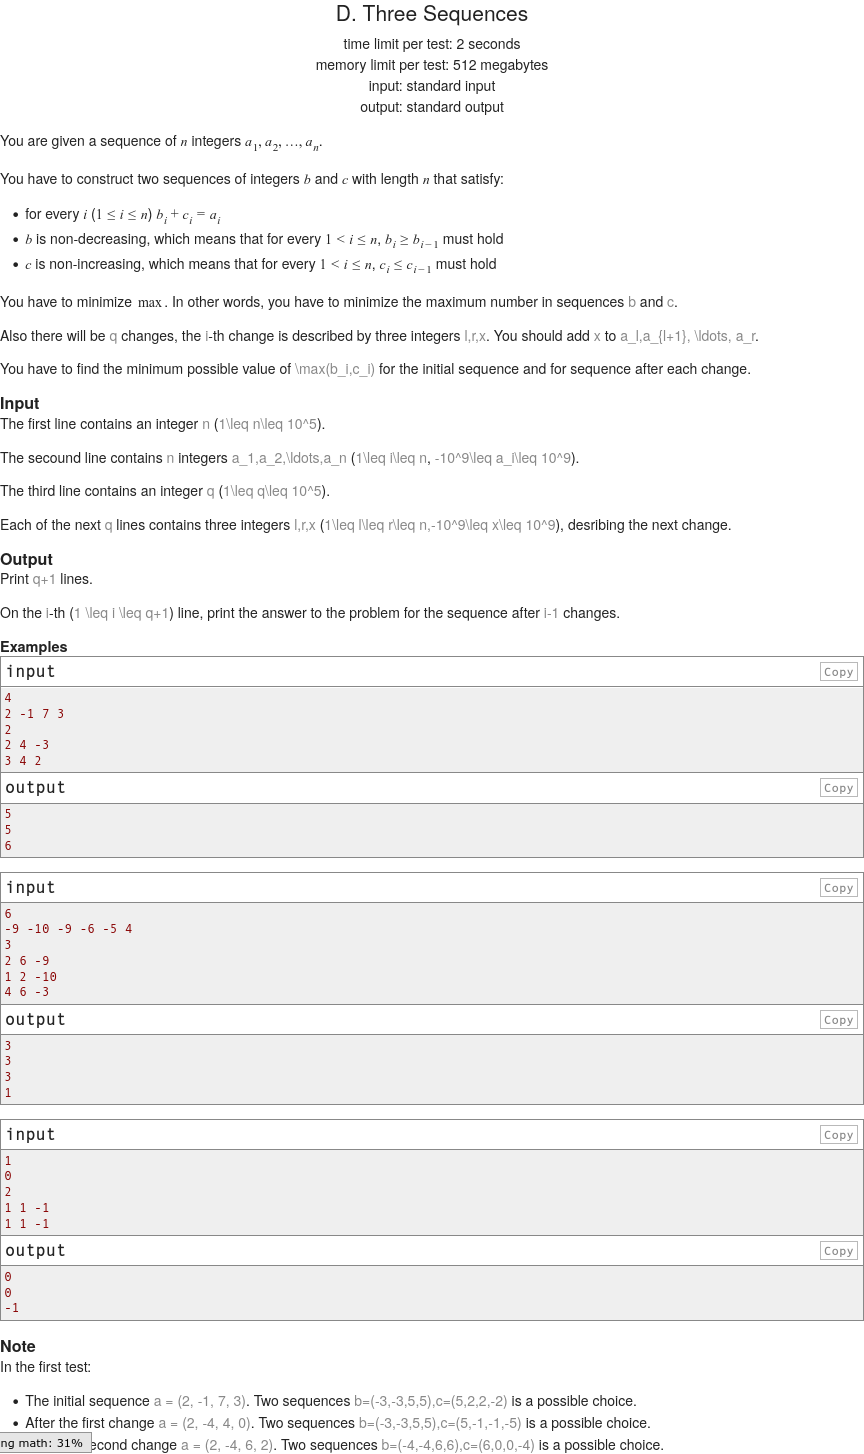 D. Three Sequences
time limit per test: 2 seconds
memory limit per test: 512 megabytes
input: standard input
output: standard output
You are given a sequence of n integers a_1, a_2, …, a_n.
You have to construct two sequences of integers b and c with length n that satisfy:
• for every i (1 ≤ i ≤ n) b_i + c_i = a_i
• b is non-decreasing, which means that for every 1 < i ≤ n, b_i ≥ b_{i−1} must hold
• c is non-increasing, which means that for every 1 < i ≤ n, c_i ≤ c_{i−1} must hold
You have to minimize max. In other words, you have to minimize the maximum number in sequences b and c.
Also there will be q changes, the i-th change is described by three integers l,r,x. You should add x to a_l,a_{l+1}, \ldots, a_r.
You have to find the minimum possible value of \max(b_i,c_i) for the initial sequence and for sequence after each change.
Input
The first line contains an integer n (1\leq n\leq 10^5).
The secound line contains n integers a_1,a_2,\ldots,a_n (1\leq i\leq n, -10^9\leq a_i\leq 10^9).
The third line contains an integer q (1\leq q\leq 10^5).
Each of the next q lines contains three integers l,r,x (1\leq l\leq r\leq n,-10^9\leq x\leq 10^9), desribing the next change.
Output
Print q+1 lines.
On the i-th (1 \leq i \leq q+1) line, print the answer to the problem for the sequence after i-1 changes.
Examples
input
Copy
4
2 -1 7 3
2
2 4 -3
3 4 2
output
Copy
5
5
6
input
Copy
6
-9 -10 -9 -6 -5 4
3
2 6 -9
1 2 -10
4 6 -3
output
Copy
3
3
3
1
input
Copy
1
0
2
1 1 -1
1 1 -1
output
Copy
0
0
-1
Note
In the first test:
• The initial sequence a = (2, -1, 7, 3). Two sequences b=(-3,-3,5,5),c=(5,2,2,-2) is a possible choice.
• After the first change a = (2, -4, 4, 0). Two sequences b=(-3,-3,5,5),c=(5,-1,-1,-5) is a possible choice.
ng math: 31%
econd change a = (2, -4, 6, 2). Two sequences b=(-4,-4,6,6),c=(6,0,0,-4) is a possible choice.